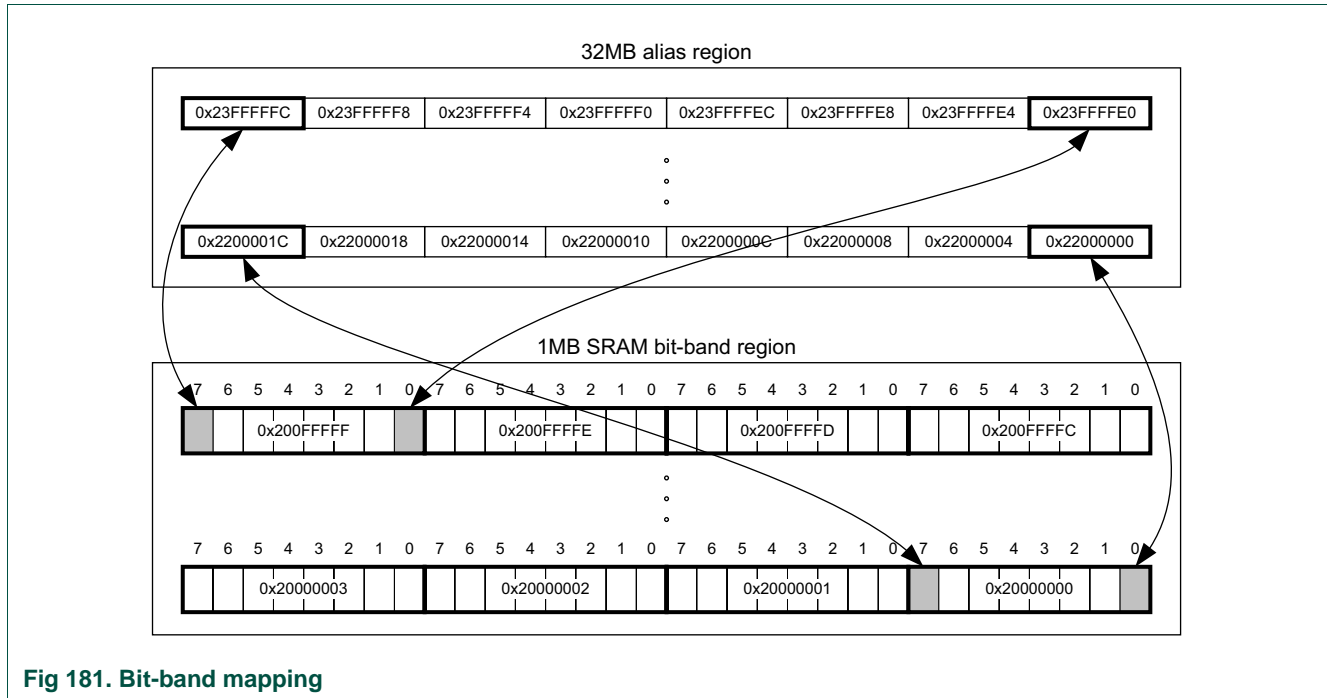 32MB alias region
0x23FFFFFC 0x23FFFFF8 0x23FFFFF4 0x23FFFFF0 0x23FFFFEC 0x23FFFFE8 0x23FFFFE4 0x23FFFFE0
0x2200001C 0x22000018 0x22000014 0x22000010 0x2200000C 0x22000008 0x22000004 0x22000000
1MB SRAM bit-band region
7 6 5 4 3 2 1 0 7 6 5 4 3 2 1 0 7 6 5 4 3 2 1 0 7 6 5 4 3 2 1 0
0x200FFFFF 0x200FFFFE 0x200FFFFD 0x200FFFFC
7 6 5 4 3 2 1 0 7 6 5 4 3 2 1 0 7 6 5 4 3 2 1 0 7 6 5 4 3 2 1 0
0x20000003 0x20000002 0x20000001 0x20000000
Fig 181. Bit-band mapping